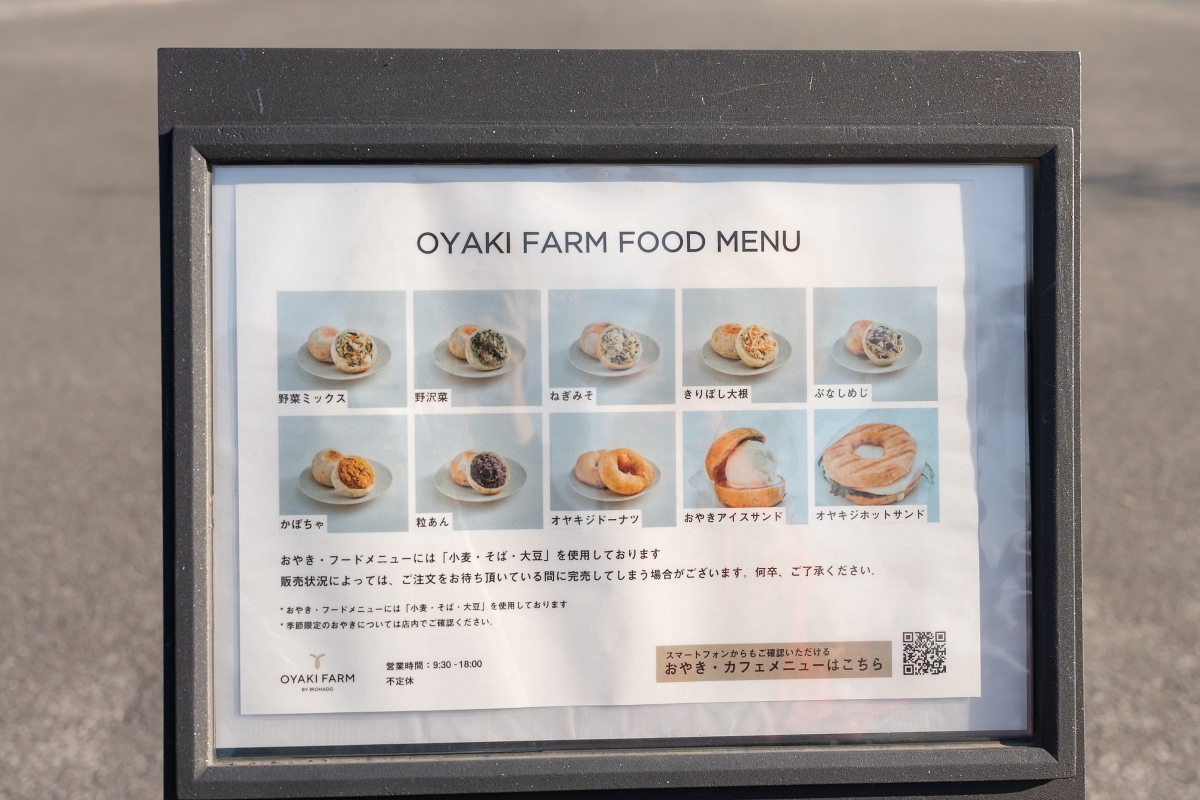 OYAKI FARM FOOD MENU
野菜ミックス
野沢菜
ねぎみそ
きりぼし大根
ぶなしめじ
かぼちゃ
粒あん
オヤキジドーナツ
おやきアイスサンド
オヤキジホットサンド
おやき・フードメニューには「小麦・そば・大豆」を使用しております
販売状況によっては、ご注文をお待ち頂いている間に完売してしまう場合がございます。何卒、ご了承ください。
* おやき・フードメニューには「小麦・そば・大豆」を使用しております
* 季節限定のおやきについては店内でご確認ください。
OYAKI FARM
BY IROHADO
営業時間：9:30 - 18:00
不定休
スマートフォンからもご確認いただける
おやき・カフェメニューはこちら